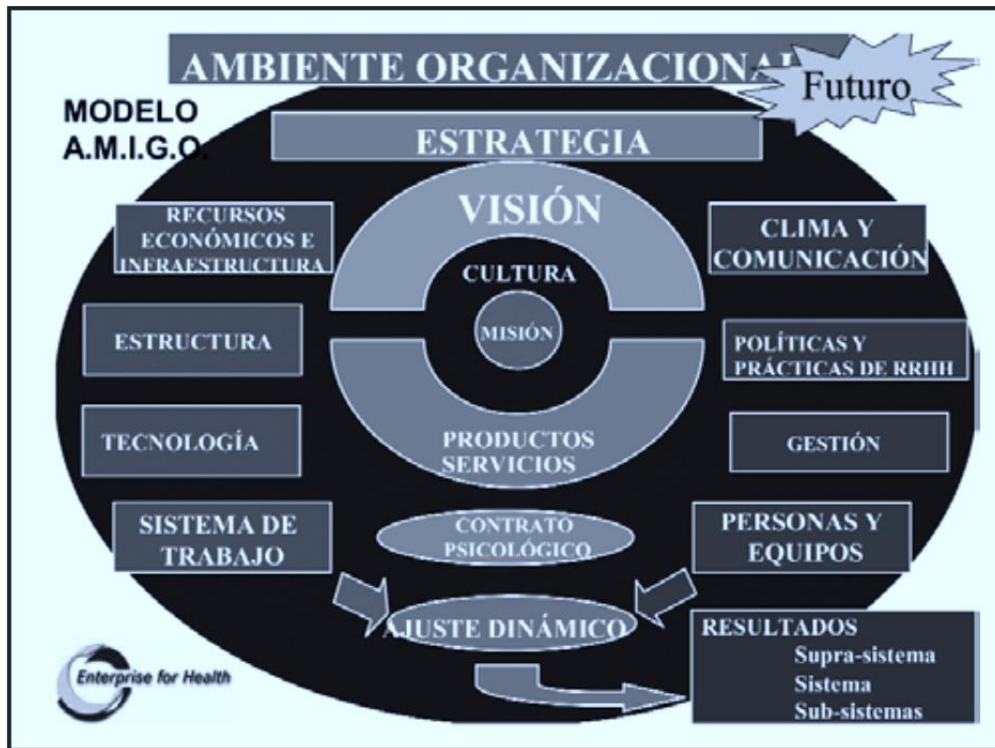 AMBIENTE ORGANIZACIONAL
Futuro
MODELO
A.M.I.G.O.
ESTRATEGIA
VISIÓN
RECURSOS
ECONÓMICOS E
INFRAESTRUCTURA
CLIMA Y
COMUNICACIÓN
CULTURA
MISIÓN
ESTRUCTURA
POLÍTICAS Y
PRÁCTICAS DE RRHH
TECNOLOGÍA
PRODUCTOS
SERVICIOS
GESTIÓN
SISTEMA DE
TRABAJO
CONTRATO
PSICOLÓGICO
PERSONAS Y
EQUIPOS
AJUSTE DINÁMICO
RESULTADOS
Supra-sistema
Sistema
Sub-sistemas
Enterprise for Health